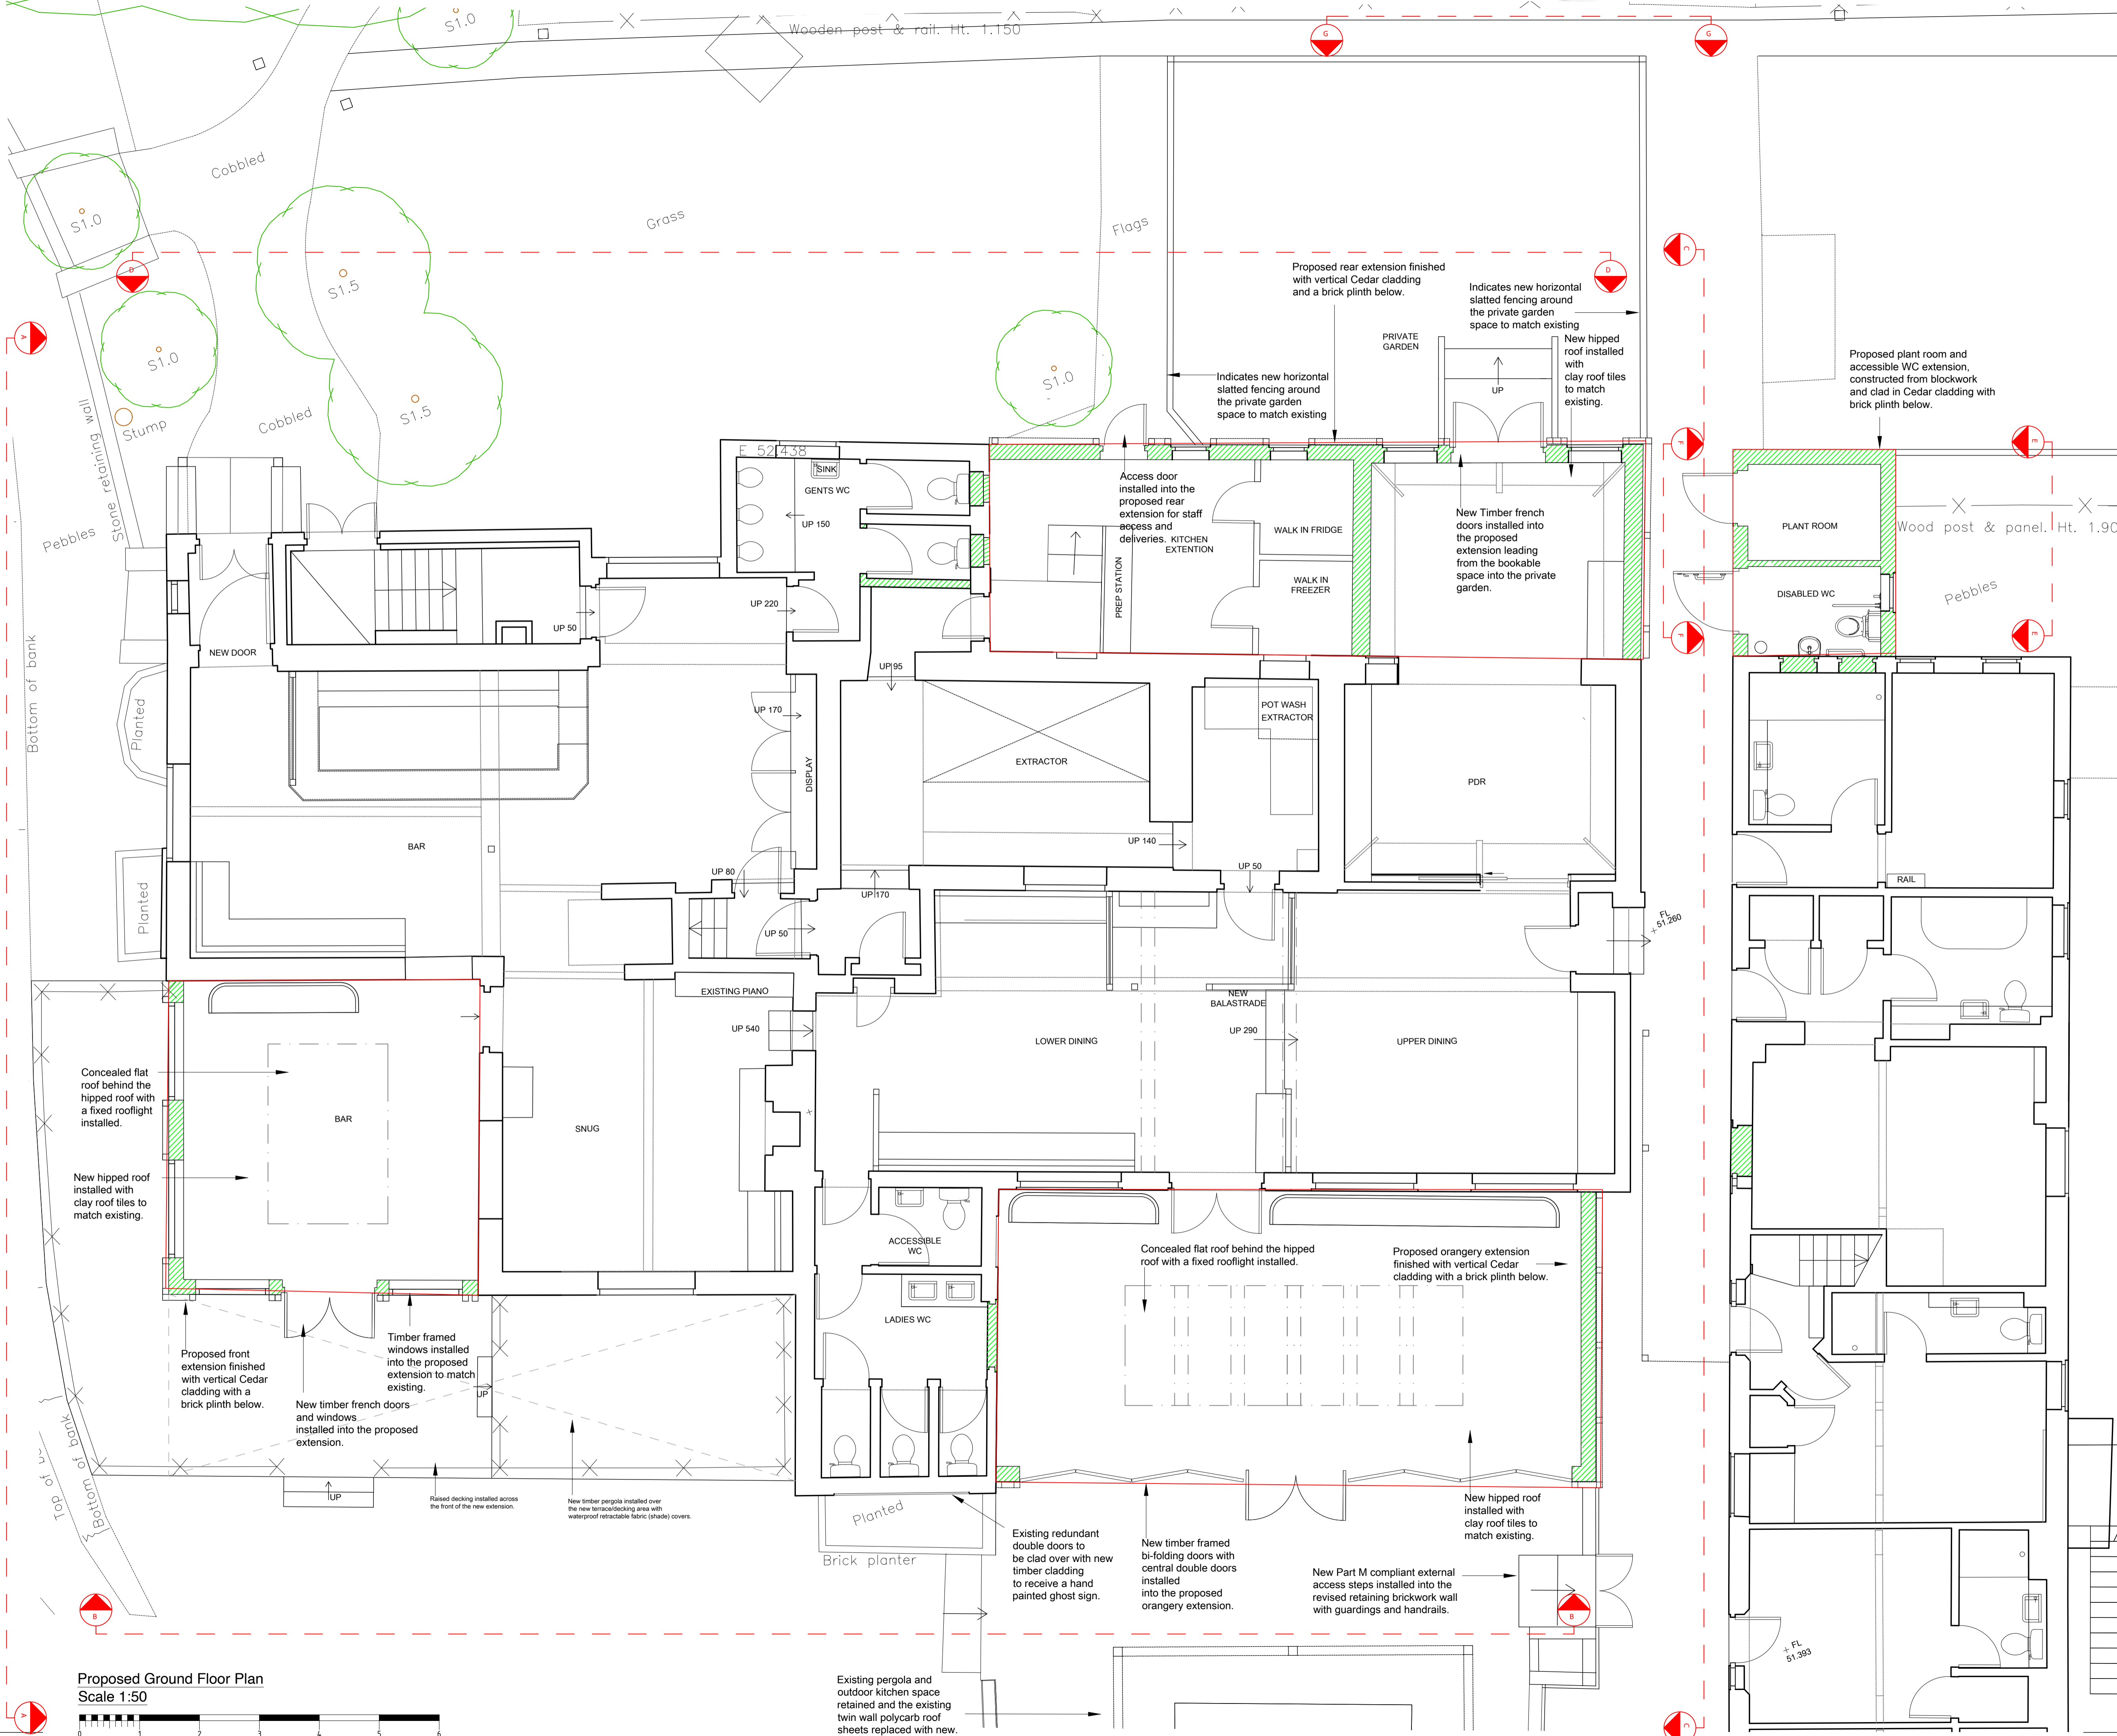 S1.0
Wooden post & rail. Ht. 1.150
G
G
Cobbled
Grass
Flags
S1.0
C
D
D
S1.5
Proposed rear extension finished
with vertical Cedar cladding
and a brick plinth below.
Indicates new horizontal
slatted fencing around
the private garden
space to match existing
A
PRIVATE
GARDEN
New hipped
roof installed
with
clay roof tiles
to match
existing.
S1.0
S1.0
Indicates new horizontal
slatted fencing around
the private garden
space to match existing
UP
Proposed plant room and
accessible WC extension,
constructed from blockwork
and clad in Cedar cladding with
brick plinth below.
S1.5
Stump
Cobbled
Stone retaining wall
Pebbles
E 52.438
SINK
GENTS WC
UP 150
F
E
Access door
installed into the
proposed rear
extension for staff
access and
deliveries.
KITCHEN
EXTENTION
WALK IN FRIDGE
New Timber french
doors installed into
the proposed
extension leading
from the bookable
space into the private
garden.
PLANT ROOM
Wood post & panel. Ht. 1.90
PREP STATION
WALK IN
FREEZER
DISABLED WC
Pebbles
UP 220
UP 50
F
E
NEW DOOR
Bottom of bank
UP 95
Planted
UP 170
POT WASH
EXTRACTOR
DISPLAY
EXTRACTOR
PDR
BAR
UP 140
UP 80
UP 170
UP 50
RAIL
Planted
UP 50
FL
51.260
EXISTING PIANO
NEW
BALASTRADE
UP 540
LOWER DINING
UP 290
UPPER DINING
Concealed flat
roof behind the
hipped roof with
a fixed rooflight
installed.
BAR
SNUG
New hipped roof
installed with
clay roof tiles to
match existing.
ACCESSIBLE
WC
Concealed flat roof behind the hipped
roof with a fixed rooflight installed.
Proposed orangery extension
finished with vertical Cedar
cladding with a brick plinth below.
LADIES WC
Proposed front
extension finished
with vertical Cedar
cladding with a
brick plinth below.
Timber framed
windows installed
into the proposed
extension to match
existing.
UP
New timber french doors
and windows
installed into the proposed
extension.
Top of
Bottom of bank
UP
Raised decking installed across
the front of the new extension.
New timber pergola installed over
the new terrace/decking area with
waterproof retractable fabric (shade) covers.
Planted
Brick planter
Existing redundant
double doors to
be clad over with new
timber cladding
to receive a hand
painted ghost sign.
New timber framed
bi-folding doors with
central double doors
installed
into the proposed
orangery extension.
New hipped roof
installed with
clay roof tiles to
match existing.
New Part M compliant external
access steps installed into the
revised retaining brickwork wall
with guardings and handrails.
B
B
FL
51.393
Proposed Ground Floor Plan
Scale 1:50
Existing pergola and
outdoor kitchen space
retained and the existing
twin wall polycarb roof
sheets replaced with new.
A
C
0 1 2 3 4 5 6